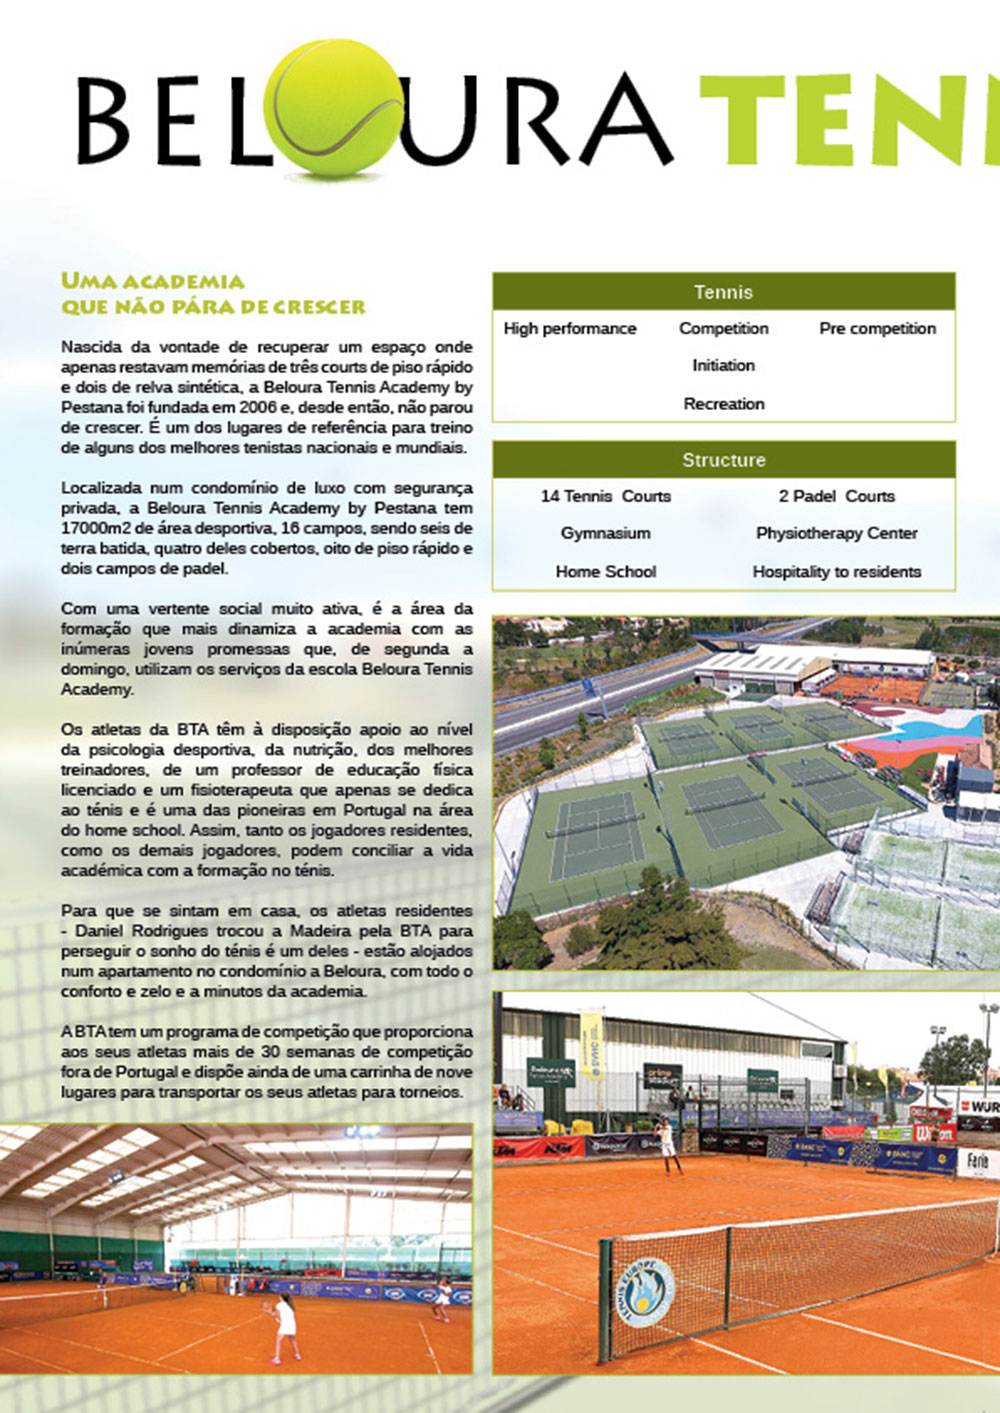 BELOURA TENN
UMA ACADEMIA
QUE NÃO PÁRA DE CRESCER
Nascida da vontade de recuperar um espaço onde
apenas restavam memórias de três courts de piso rápido
e dois de relva sintética, a Beloura Tennis Academy by
Pestana foi fundada em 2006 e, desde então, não parou
de crescer. É um dos lugares de referência para treino
de alguns dos melhores tenistas nacionais e mundiais.
Localizada num condomínio de luxo com segurança
privada, a Beloura Tennis Academy by Pestana tem
17000m2 de área desportiva, 16 campos, sendo seis de
terra batida, quatro deles cobertos, oito de piso rápido e
dois campos de padel.
Com uma vertente social muito ativa, é a área da
formação que mais dinamiza a academia com as
inúmeras jovens promessas que, de segunda a
domingo, utilizam os serviços da escola Beloura Tennis
Academy.
Os atletas da BTA têm à disposição apoio ao nível
da psicologia desportiva, da nutrição, dos melhores
treinadores, de um professor de educação física
licenciado e um fisioterapeuta que apenas se dedica
ao ténis e é uma das pioneiras em Portugal na área
do home school. Assim, tanto os jogadores residentes,
como os demais jogadores, podem conciliar a vida
académica com a formação no ténis.
Para que se sintam em casa, os atletas residentes
- Daniel Rodrigues trocou a Madeira pela BTA para
perseguir o sonho do ténis é um deles - estão alojados
num apartamento no condomínio a Beloura, com todo o
conforto e zelo e a minutos da academia.
A BTA tem um programa de competição que proporciona
aos seus atletas mais de 30 semanas de competição
fora de Portugal e dispõe ainda de uma carrinha de nove
lugares para transportar os seus atletas para torneios.
Tennis
High performance Competition Pre competition
Initiation
Recreation
Structure
14 Tennis Courts 2 Padel Courts
Gymnasium Physiotherapy Center
Home School Hospitality to residents
Beloura
prime
WÜR
KTM
KTM
Wilson
BANC
Faria
TENNIS EUROPE